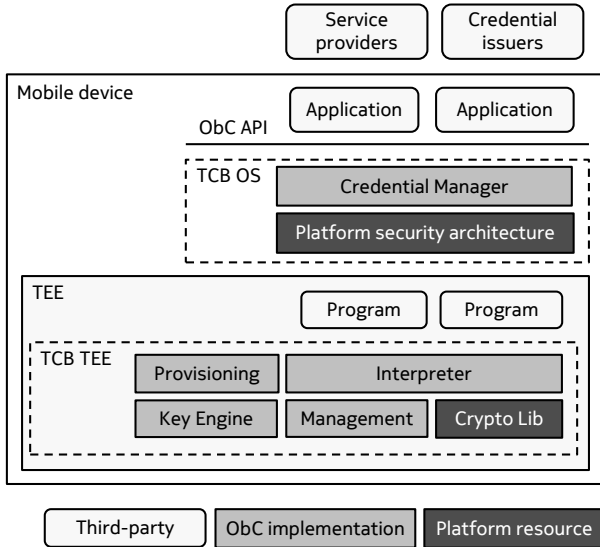 Service
providers
Credential
issuers
Mobile device
Application
Application
ObC API
TCB OS
Credential Manager
Platform security architecture
TEE
Program
Program
TCB TEE
Provisioning
Interpreter
Key Engine
Management
Crypto Lib
Third-party
ObC implementation
Platform resource